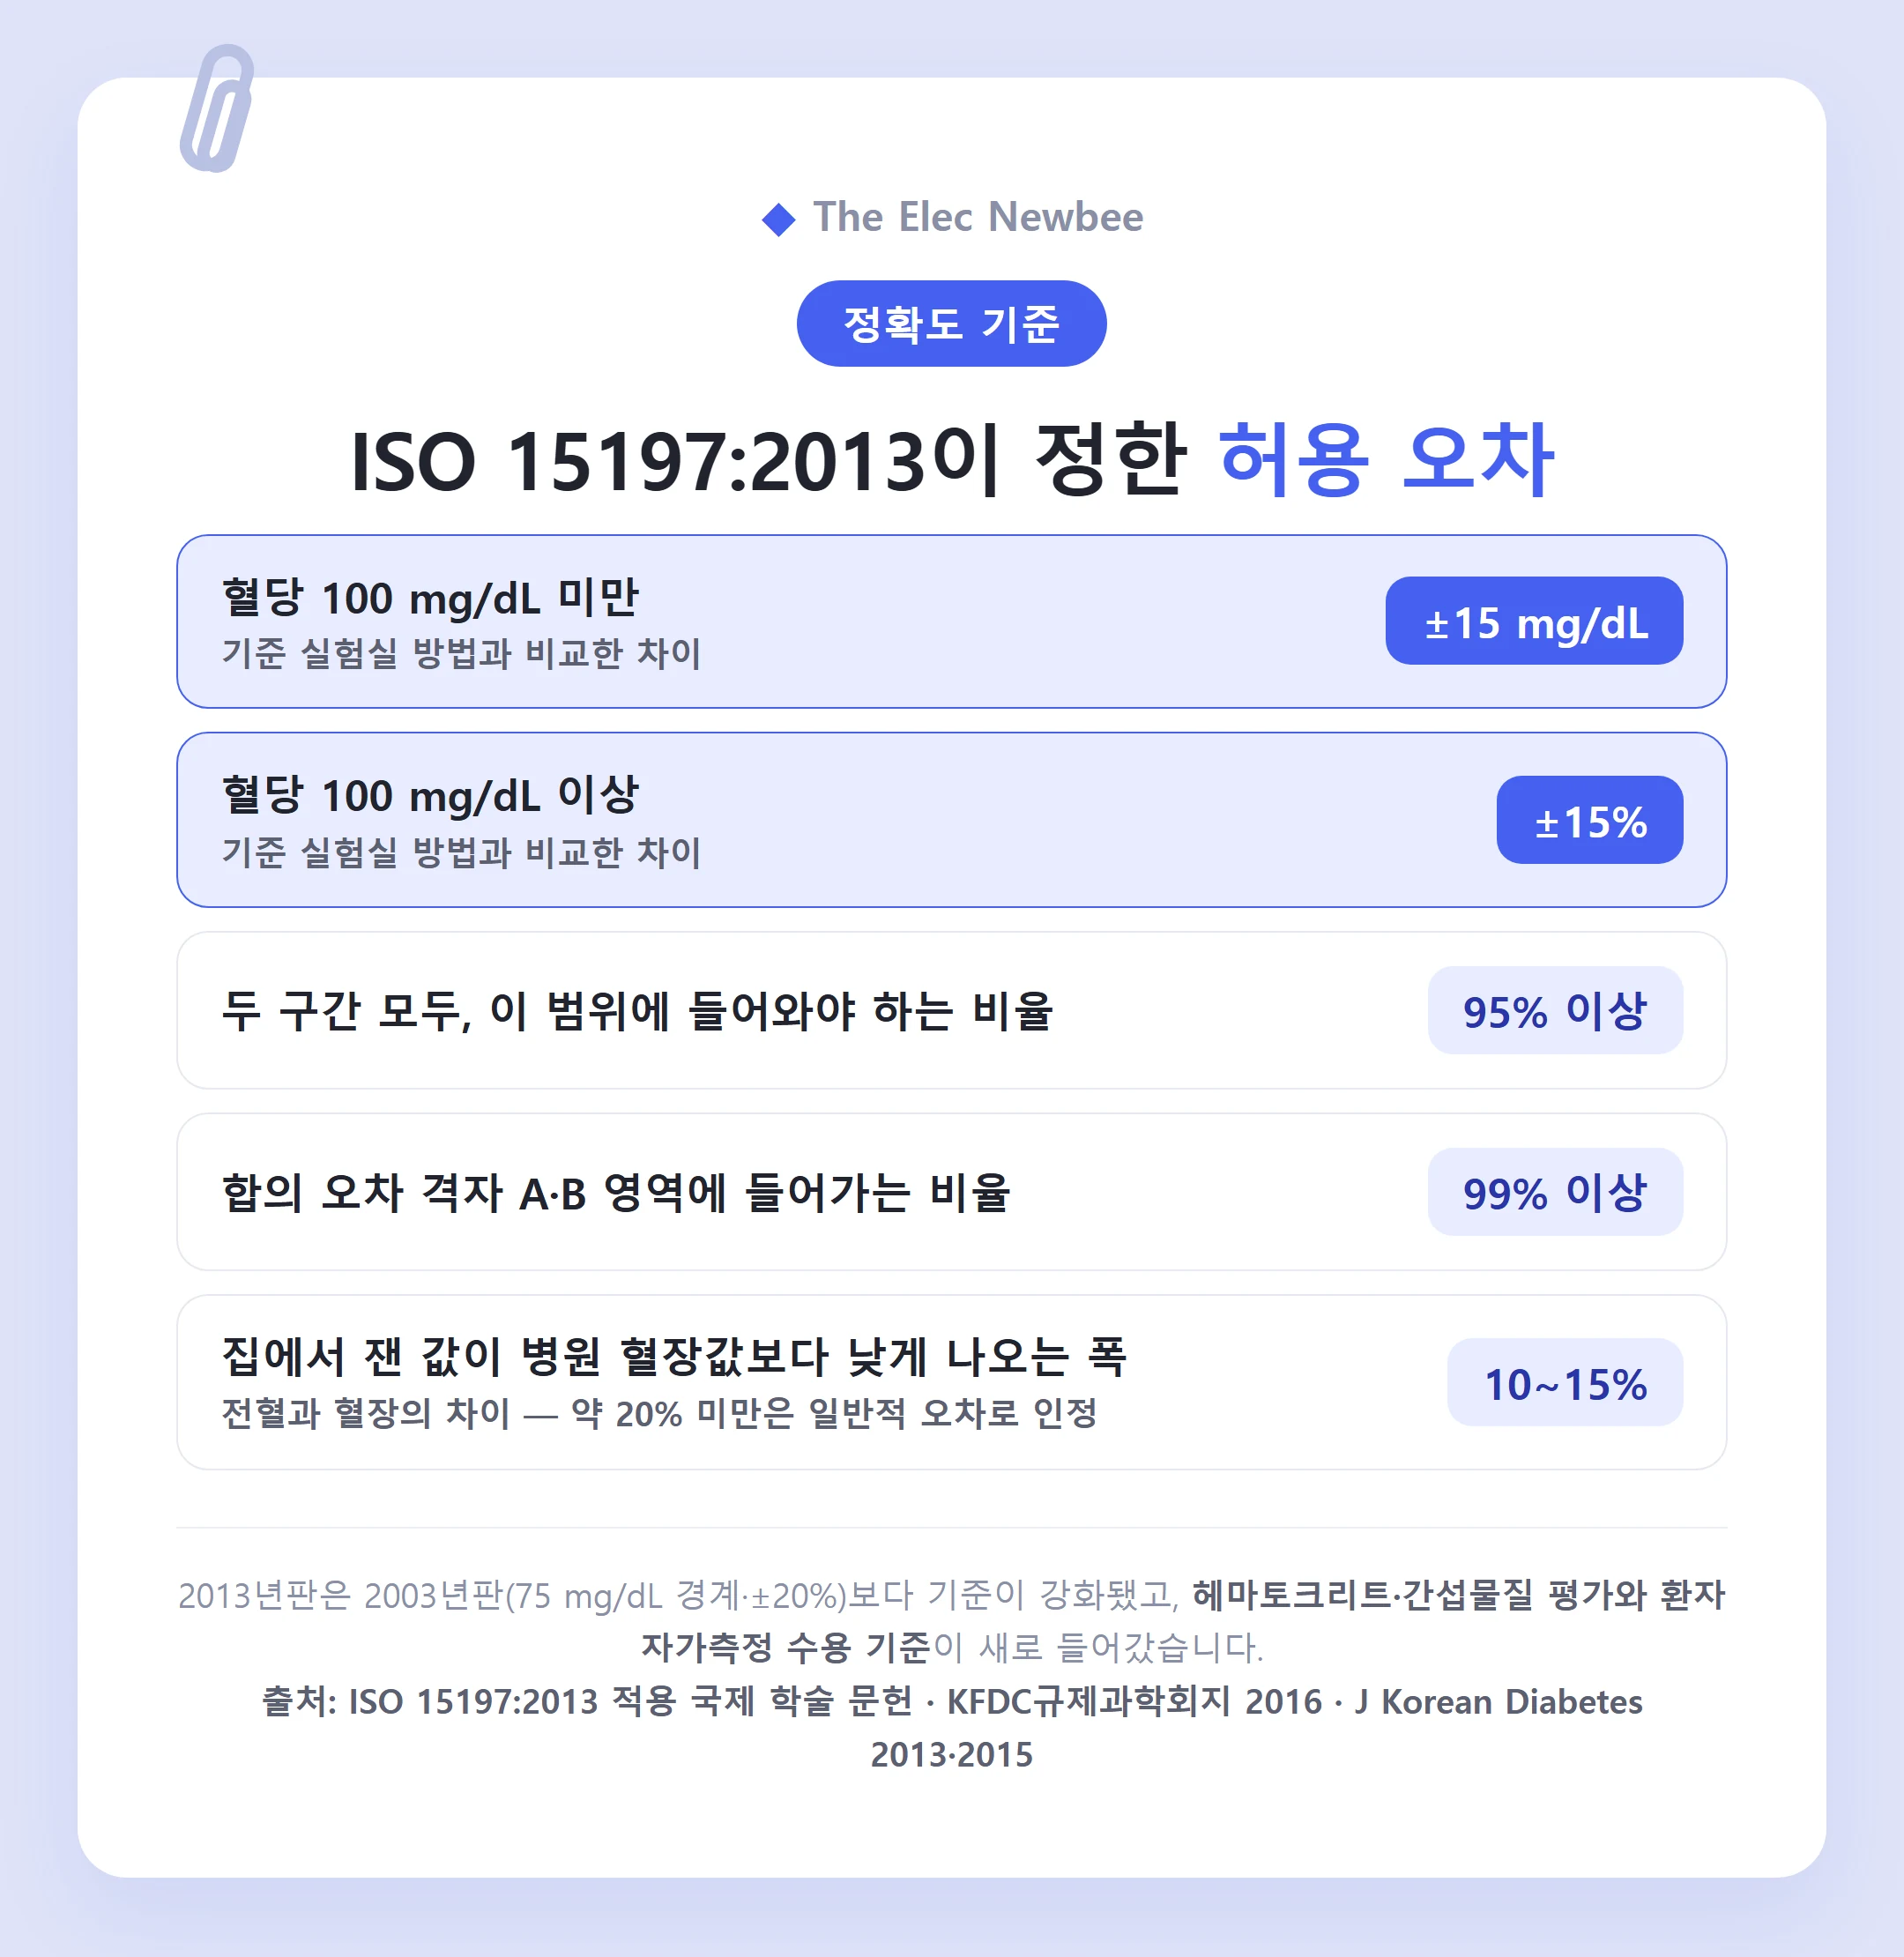 The Elec Newbee
정확도 기준
ISO 15197:2013이 정한 허용 오차
혈당 100 mg/dL 미만
기준 실험실 방법과 비교한 차이
±15 mg/dL
혈당 100 mg/dL 이상
기준 실험실 방법과 비교한 차이
±15%
두 구간 모두, 이 범위에 들어와야 하는 비율
95% 이상
합의 오차 격자 A·B 영역에 들어가는 비율
99% 이상
집에서 잰 값이 병원 혈장값보다 낮게 나오는 폭
전혈과 혈장의 차이 — 약 20% 미만은 일반적 오차로 인정
10~15%
2013년판은 2003년판(75 mg/dL 경계·±20%)보다 기준이 강화됐고, 헤마토크리트·간섭물질 평가와 환자
자가측정 수용 기준이 새로 들어갔습니다.
출처: ISO 15197:2013 적용 국제 학술 문헌 · KFDC규제과학회지 2016 · J Korean Diabetes
2013·2015